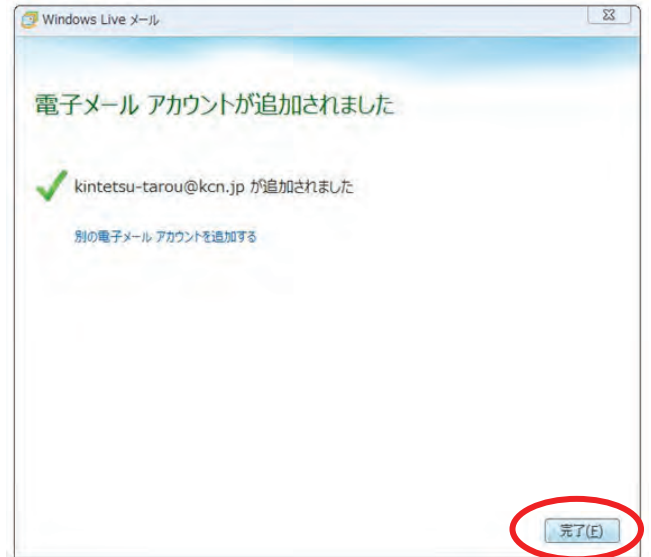 Windows Live メール
電子メール アカウントが追加されました
kintetsu-tarou@kcn.jp が追加されました
別の電子メール アカウントを追加する
完了(F)